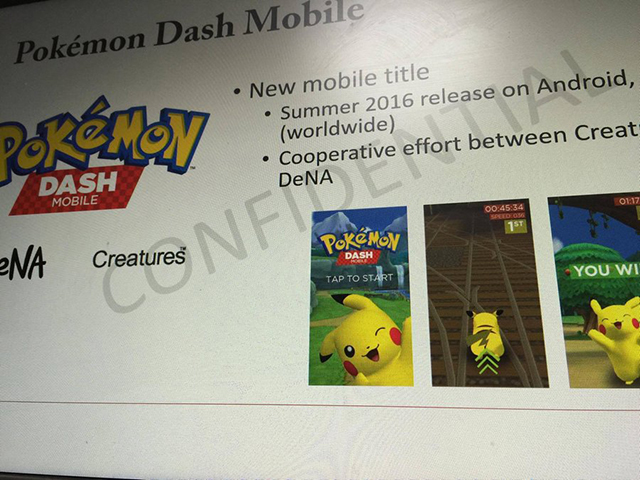 Pokémon Dash Mobile
• New mobile title
• Summer 2016 release on Android,
(worldwide)
• Cooperative effort between Creat
DeNA
POKéMON
DASH
MOBILE
eNA
Creatures™
CONFIDENTIAL
POKéMON
DASH
MOBILE
TAP TO START
00:45:34
SPEED: 036
1ST
01:17
YOU WI